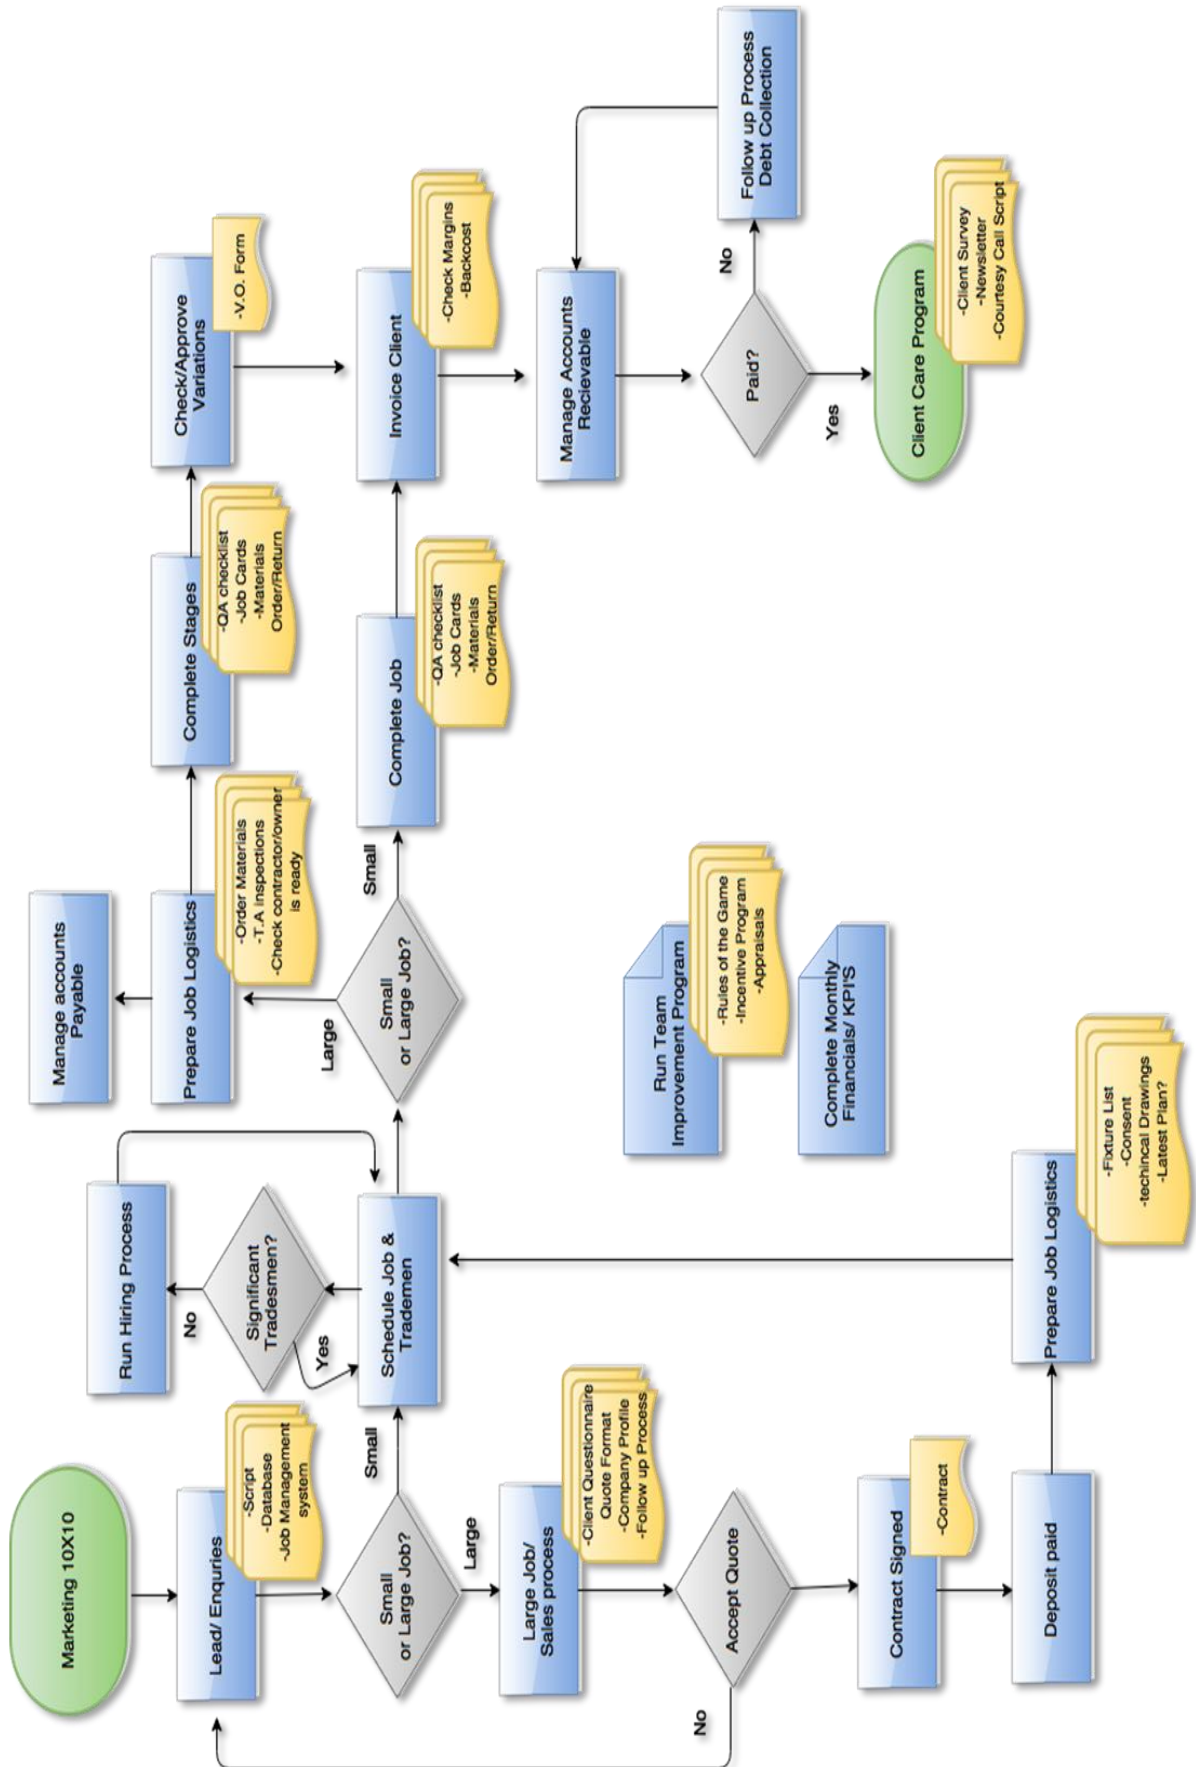 Marketing 10X10
Lead/ Enquries
-Script
-Database
-Job Management
system
Small
or Large Job?
Small
Large
Large Job/
Sales process
-Client Questionnaire
Quote Format
-Company Profile
-Follow up Process
Accept Quote
No
Contract Signed
-Contract
Deposit paid
Prepare Job Logistics
-Fixture List
-Consent
techincal Drawings
-Latest Plan?
Run Hiring Process
No
Significant
Tradesmen?
Yes
Schedule Job &
Trademen
Small
or Large Job?
Large
Small
Manage accounts
Payable
Prepare Job Logistics
-Order Materials
-T.A inspections
-Check contractor/owner
is ready
Complete Stages
-QA checklist
-Job Cards
-Materials
Order/Return
Check/Approve
Variations
-V.O. Form
Complete Job
-QA checklist
-Job Cards
-Materials
Order/Return
Invoice Client
-Check Margins
-Backcost
Manage Accounts
Recievable
Paid?
No
Yes
Follow up Process
Debt Collection
Client Care Program
-Client Survey
-Newsletter
-Courtesy Call Script
Run Team
Improvement Program
-Rules of the Game
-Incentive Program
-Appraisals
Complete Monthly
Financials/ KPI'S